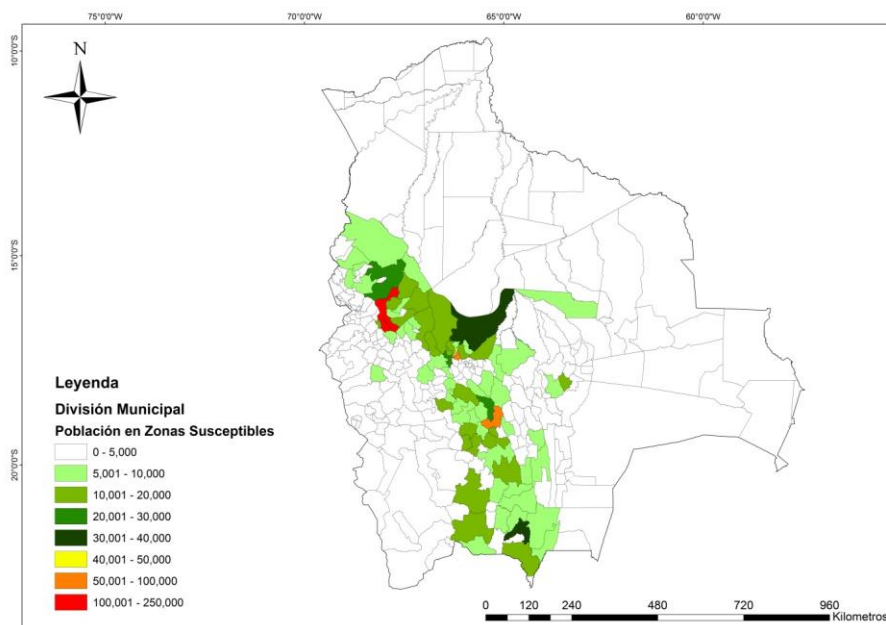 75°0'0"W 70°0'0"W 65°0'0"W 60°0'0"W
10°0'0"S
N
15°0'0"S
20°0'0"S
Leyenda
División Municipal
Población en Zonas Susceptibles
0 - 5,000
5,001 - 10,000
10,001 - 20,000
20,001 - 30,000
30,001 - 40,000
40,001 - 50,000
50,001 - 100,000
100,001 - 250,000
0 120 240 480 720 960
Kilometros